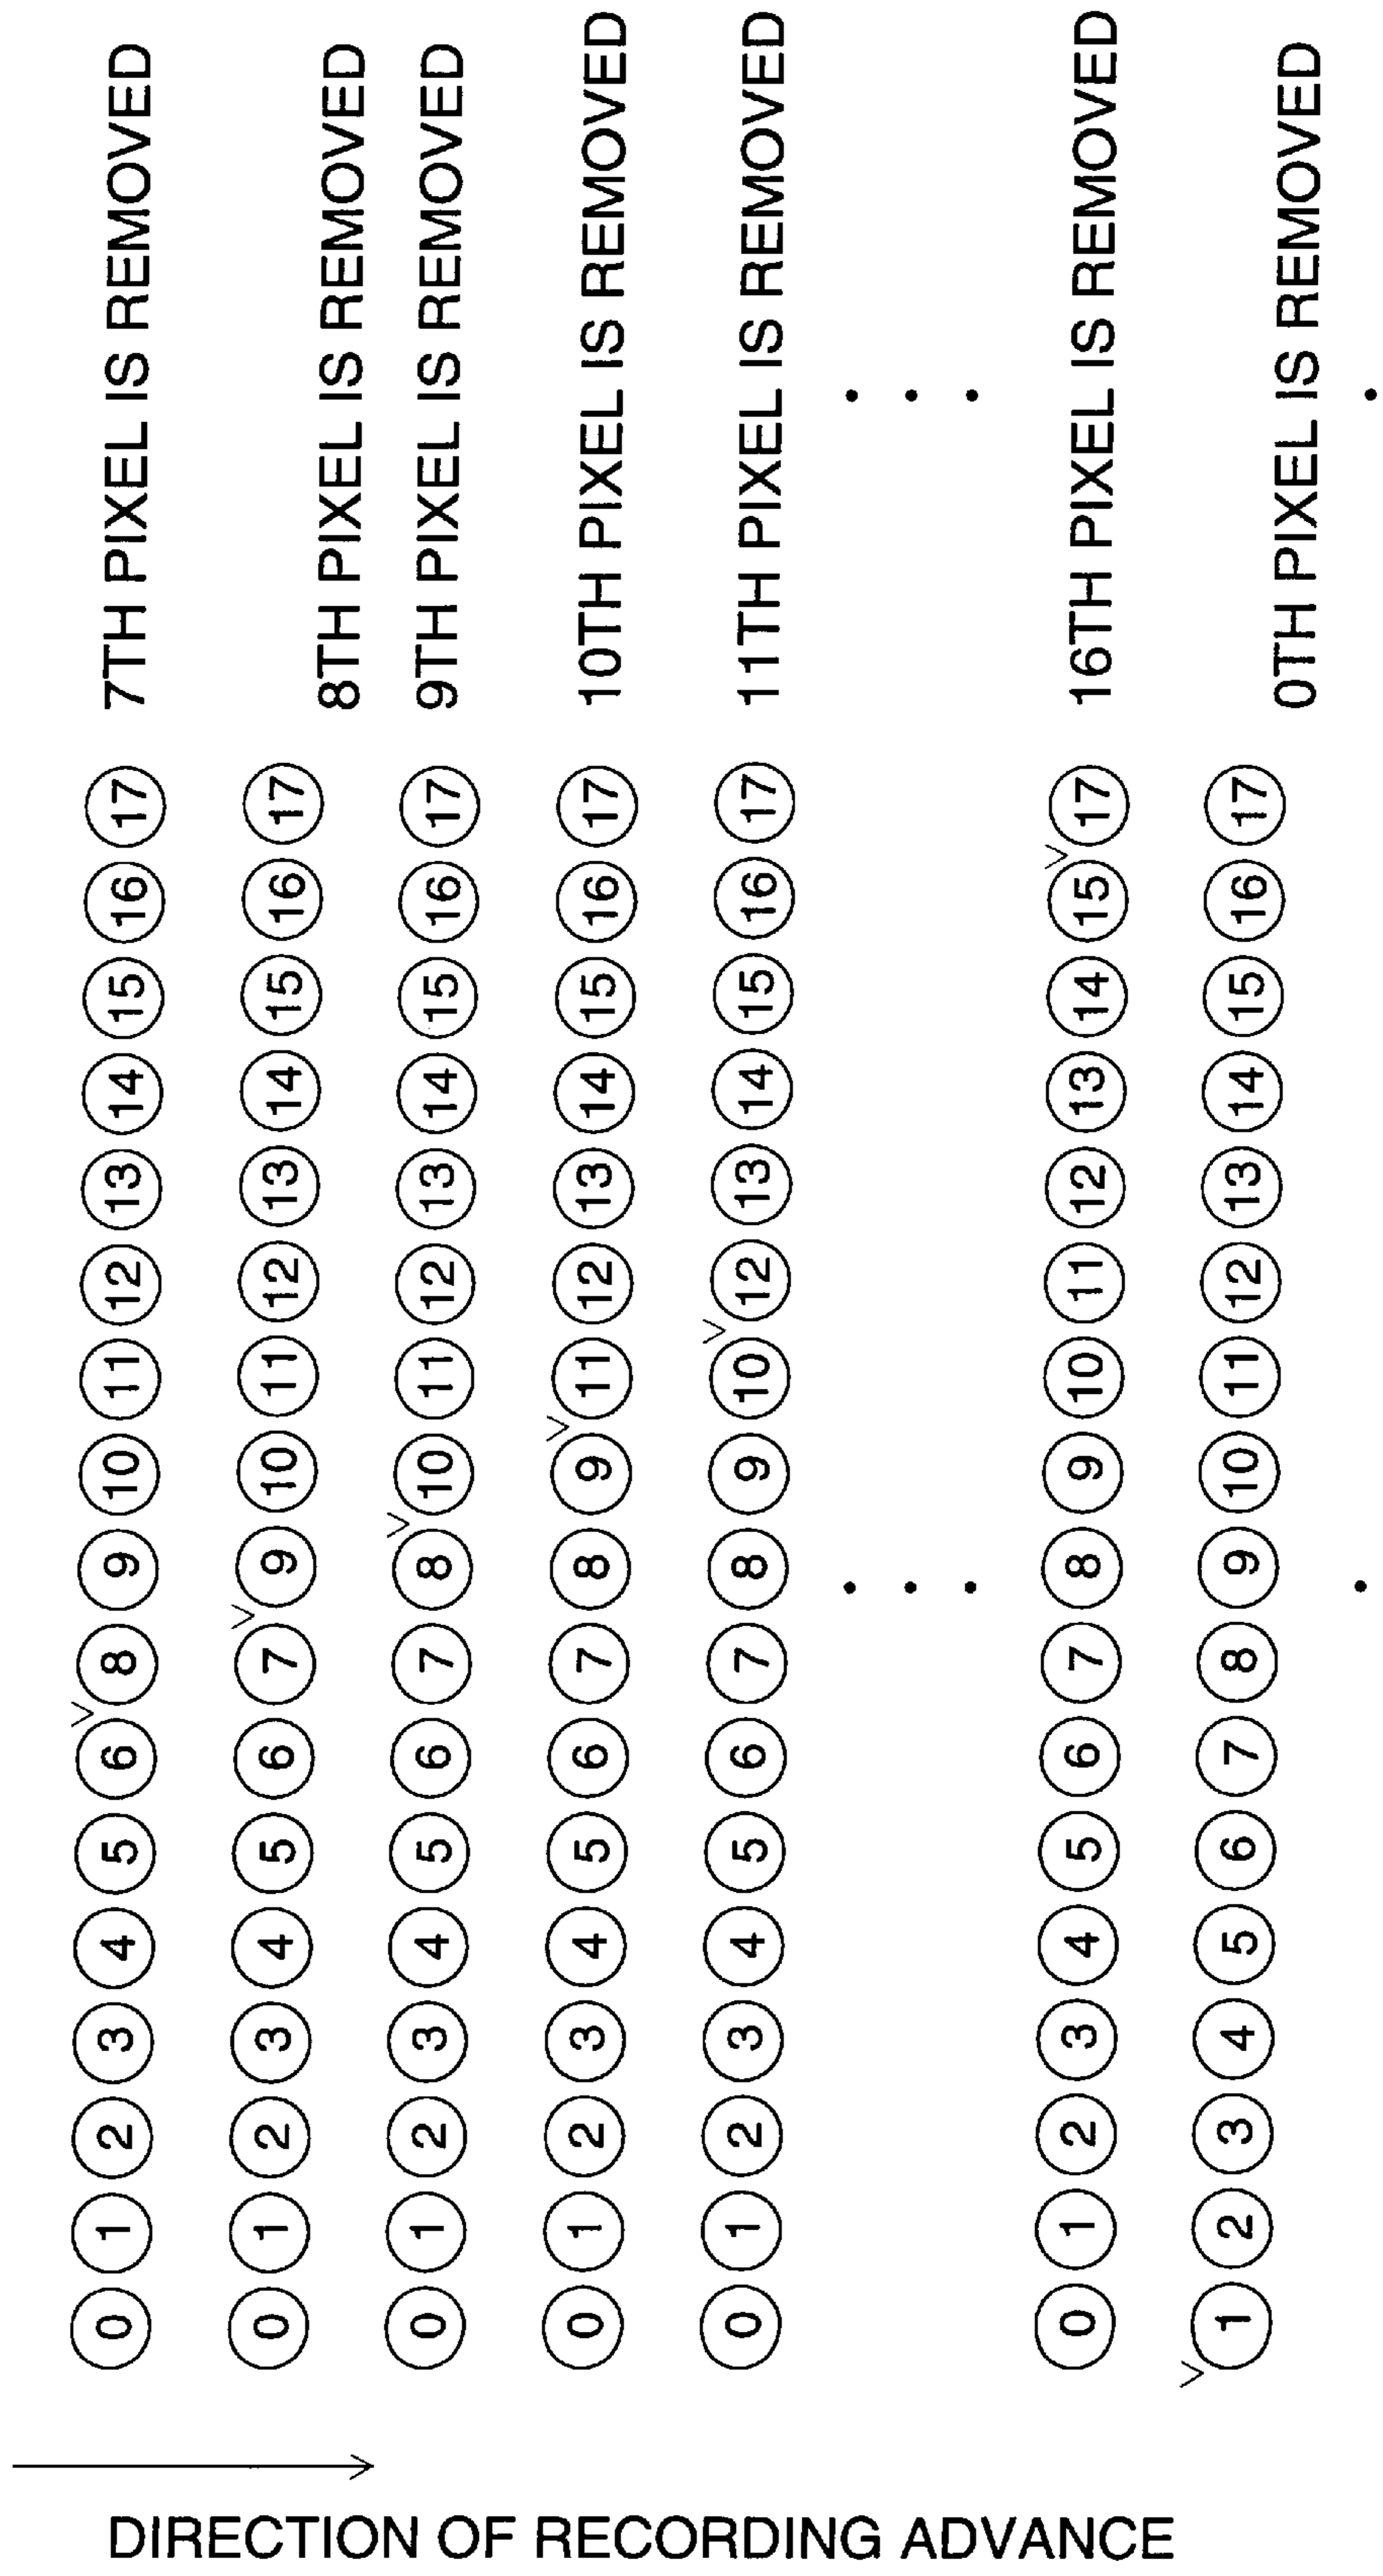 DIRECTION OF RECORDING ADVANCE
0 1 2 3 4 5 6 8 9 10 11 12 13 14 15 16 17 7TH PIXEL IS REMOVED
0 1 2 3 4 5 6 7 9 10 11 12 13 14 15 16 17 8TH PIXEL IS REMOVED
0 1 2 3 4 5 6 7 8 10 11 12 13 14 15 16 17 9TH PIXEL IS REMOVED
0 1 2 3 4 5 6 7 8 9 11 12 13 14 15 16 17 10TH PIXEL IS REMOVED
0 1 2 3 4 5 6 7 8 9 10 12 13 14 15 16 17 11TH PIXEL IS REMOVED
0 1 2 3 4 5 6 7 8 9 10 11 12 13 14 15 17 16TH PIXEL IS REMOVED
1 2 3 4 5 6 7 8 9 10 11 12 13 14 15 16 17 0TH PIXEL IS REMOVED